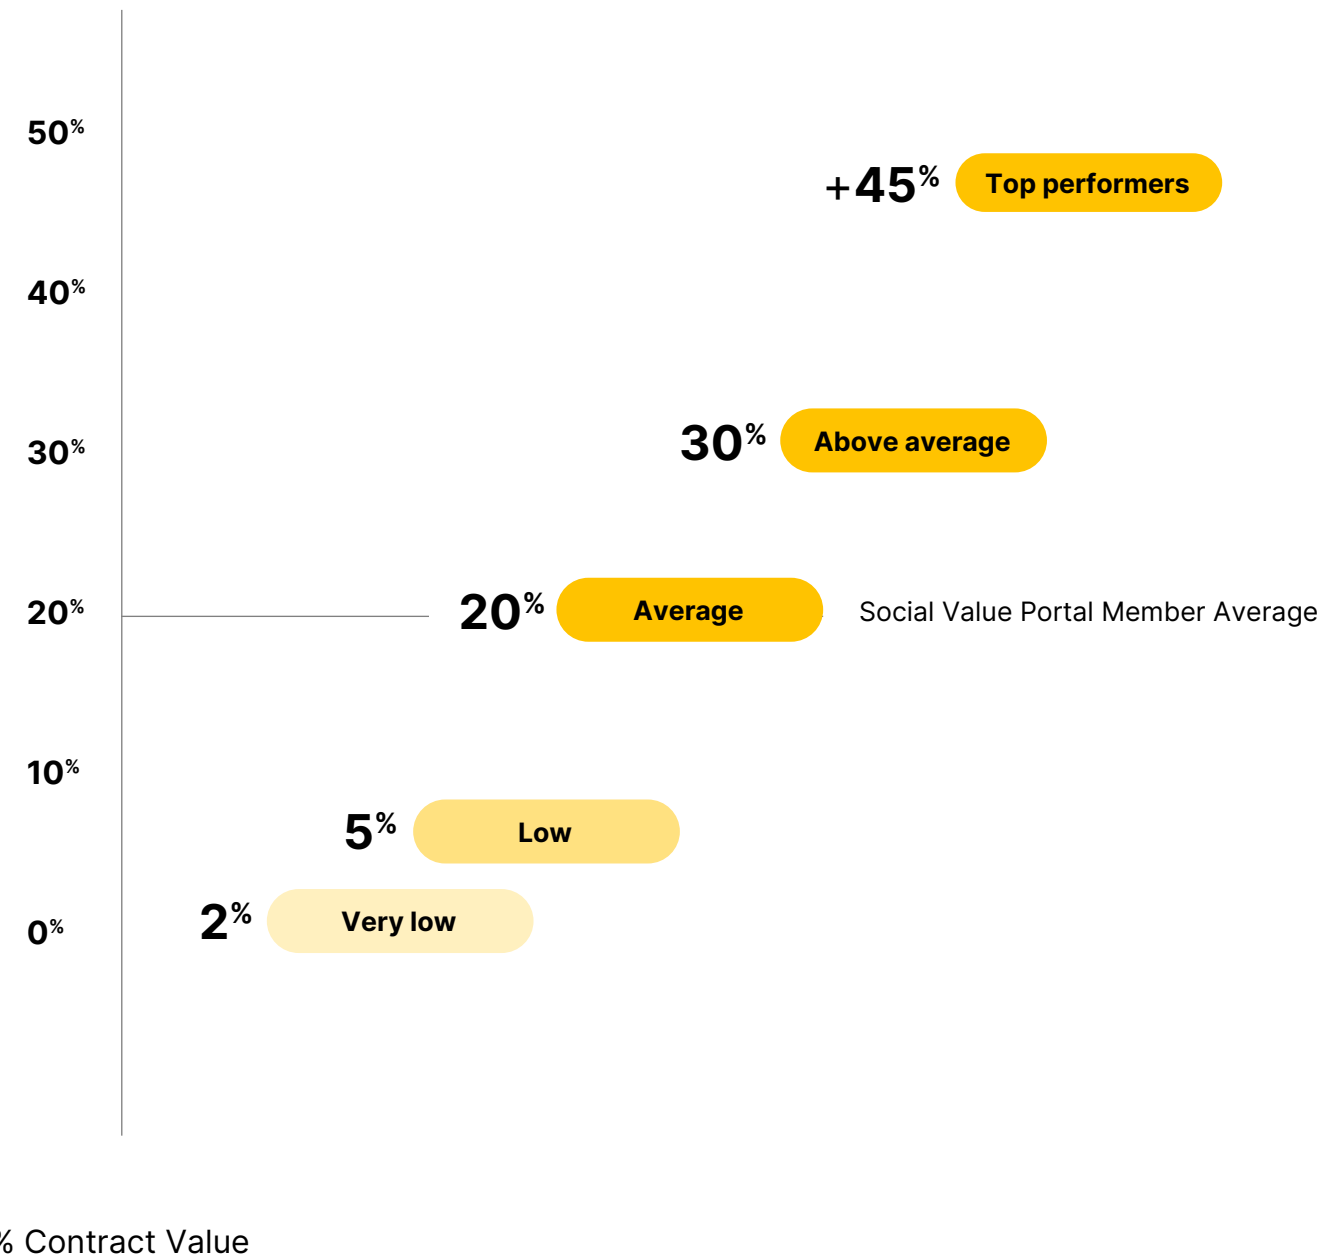 50%
+45% Top performers
40%
30%
30% Above average
20%
20% Average
Social Value Portal Member Average
10%
5% Low
2% Very low
0%
% Contract Value